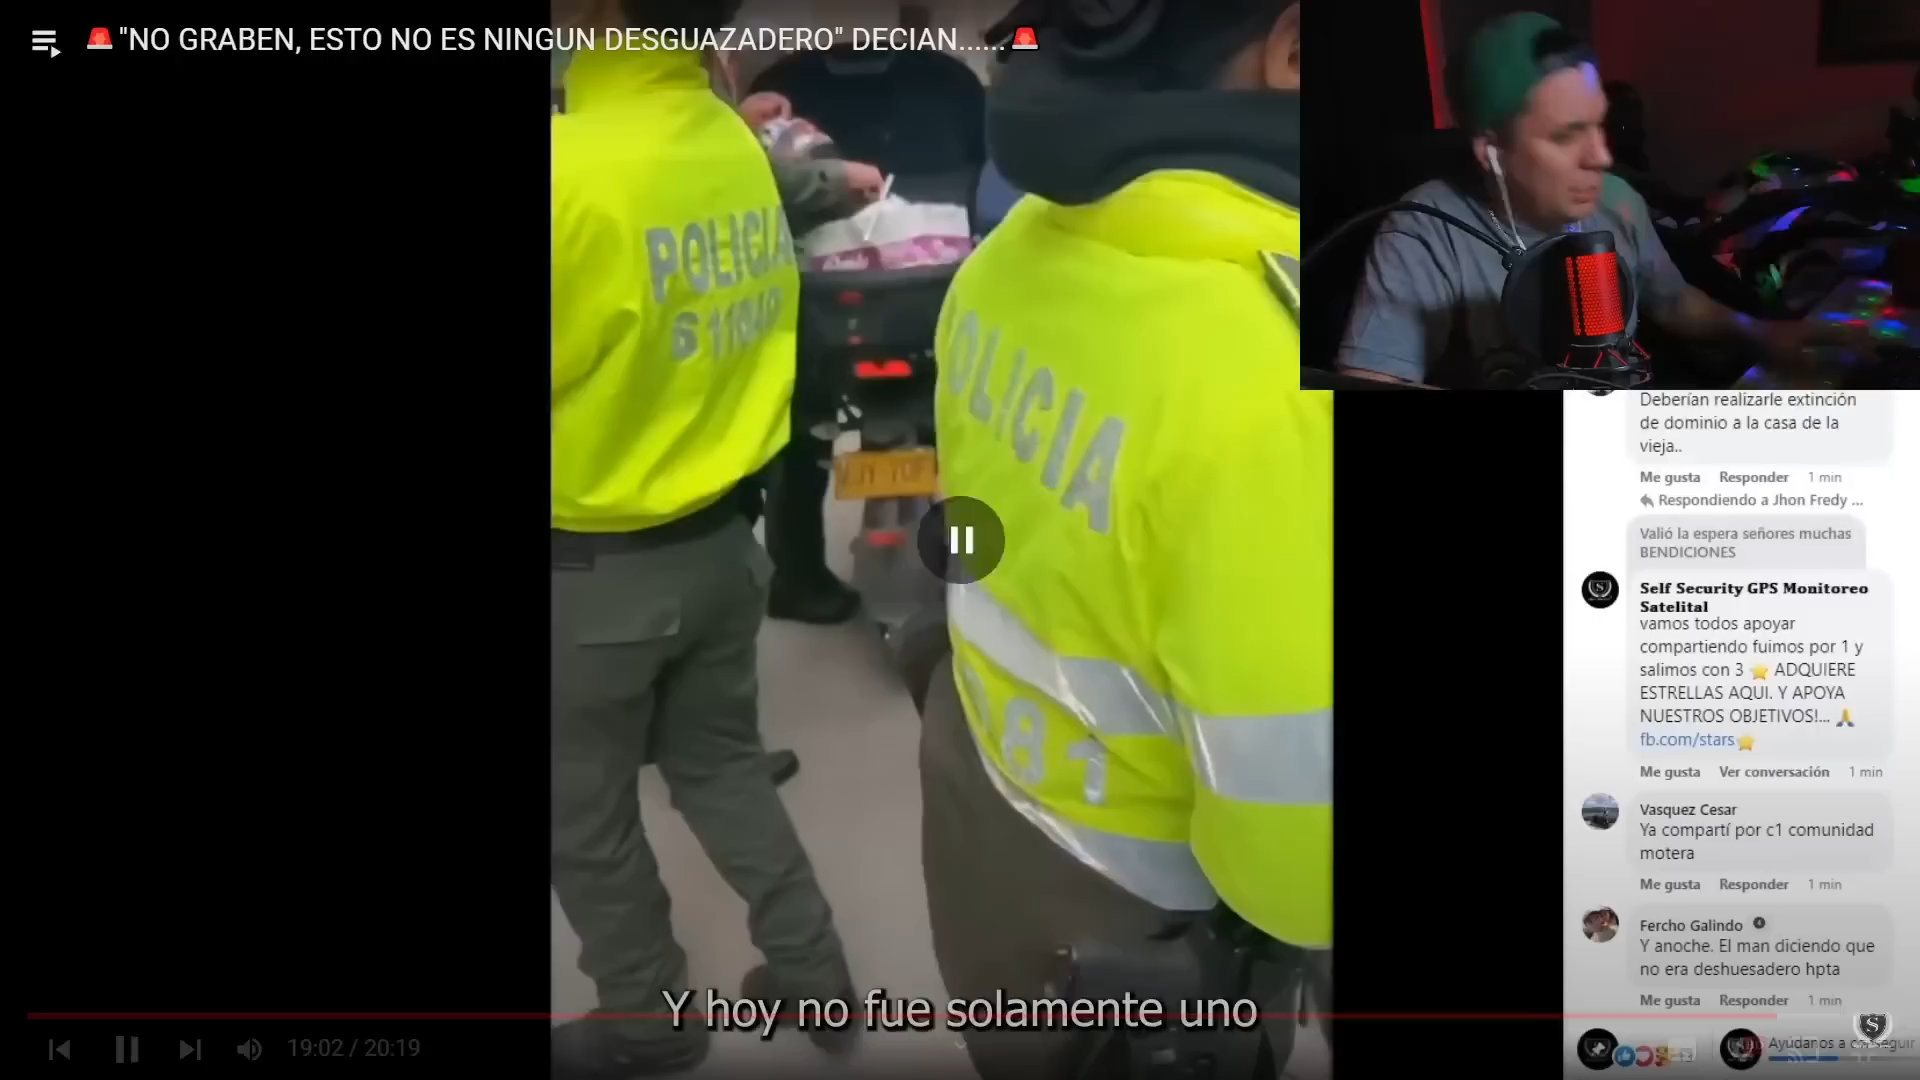 🚨"NO GRABEN, ESTO NO ES NINGUN DESGUAZADERO" DECIAN......🚨
POLICIA
POLICIA
81
Deberían realizarle extinción
de dominio a la casa de la
vieja..
Me gusta Responder 1 min
Respondiendo a Jhon Fredy ...
Valió la espera señores muchas
BENDICIONES
Self Security GPS Monitoreo
Satelital
vamos todos apoyar
compartiendo fuimos por 1 y
salimos con 3 ⭐ ADQUIERE
ESTRELLAS AQUI. Y APOYA
NUESTROS OBJETIVOS!... 🙏
fb.com/stars⭐
Me gusta Ver conversación 1 min
Vasquez Cesar
Ya compartí por c1 comunidad
motera
Me gusta Responder 1 min
Fercho Galindo
Y anoche. El man diciendo que
no era deshuesadero hpta
Me gusta Responder 1 min
Y hoy no fue solamente uno
19:02 / 20:19
Ayúdanos a conseguir